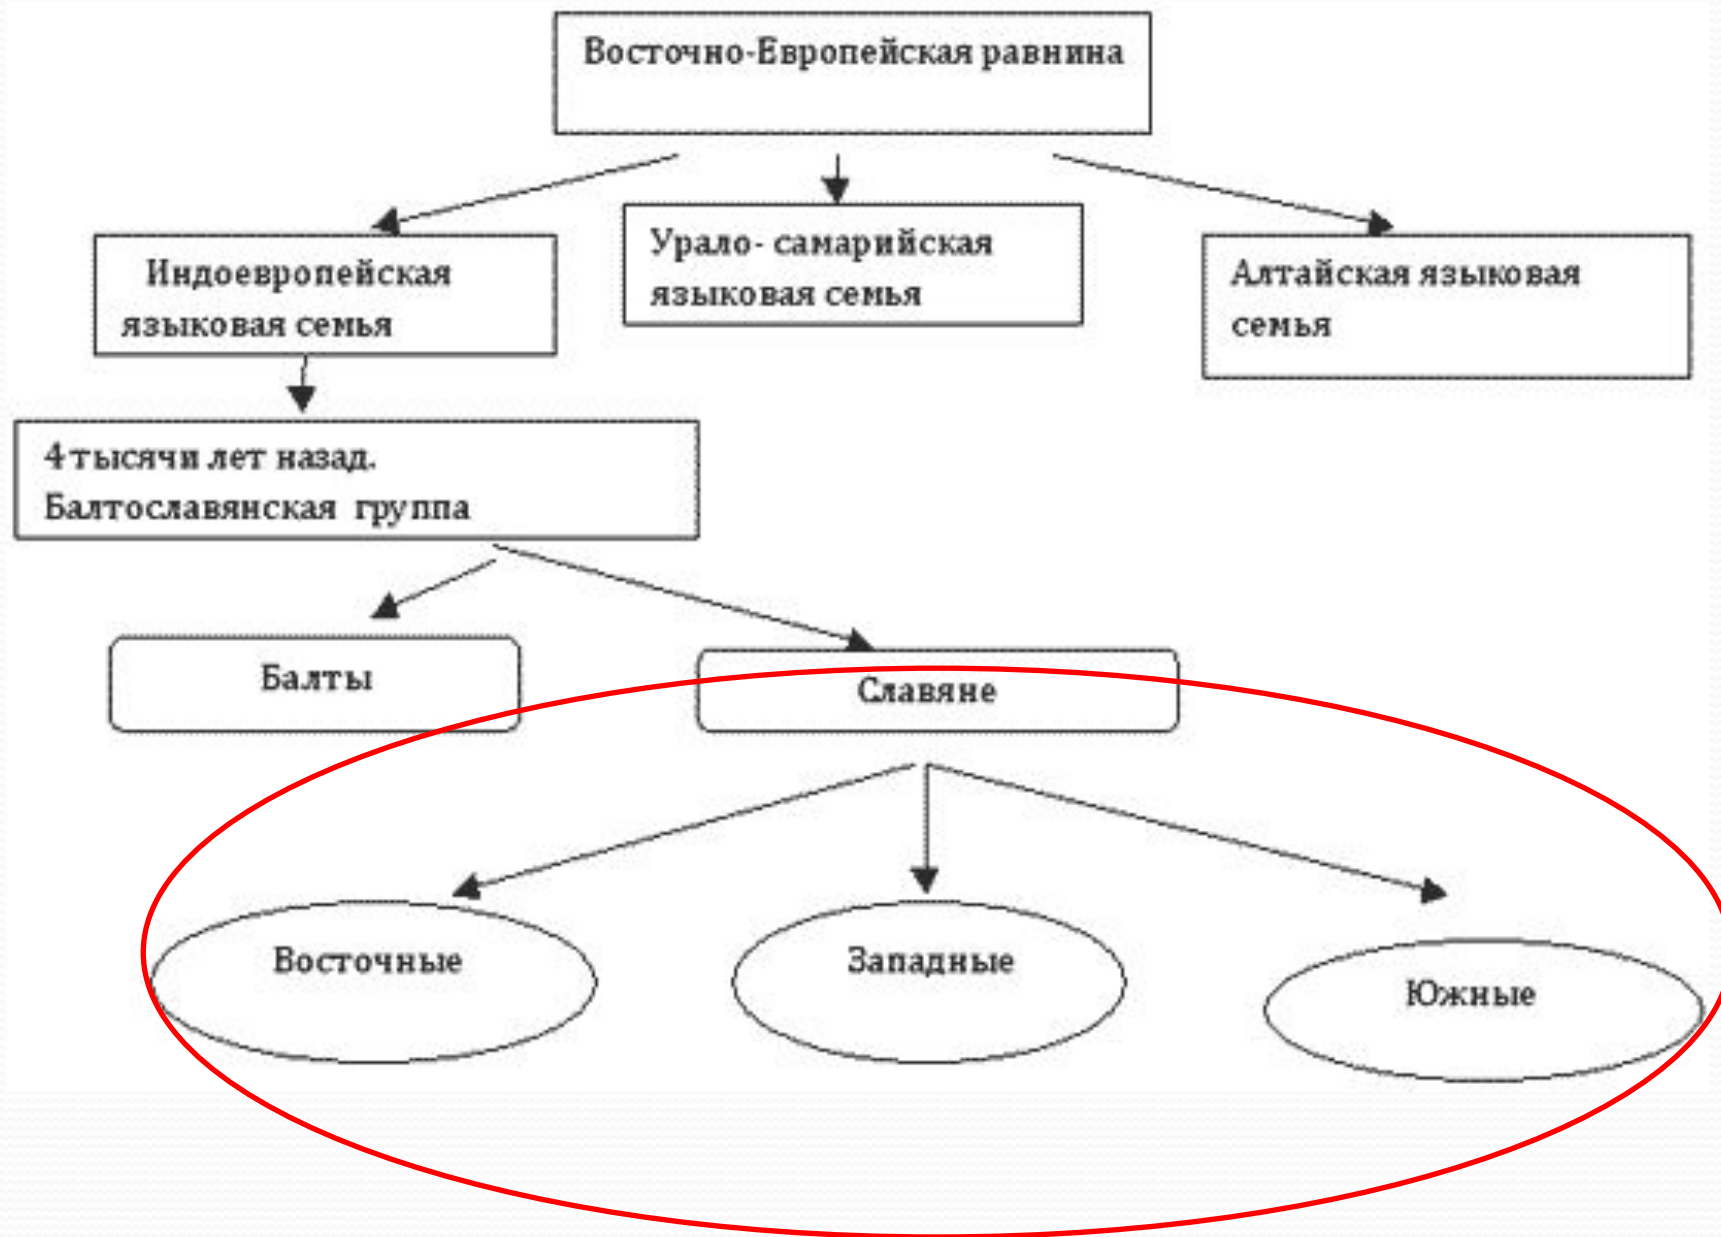 Восточно-Европейская равнина
Индоевропейская
языковая семья
Урало- самарийская
языковая семья
Алтайская языковая
семья
4 тысячи лет назад.
Балтославянская группа
Балты
Славяне
Восточные
Западные
Южные